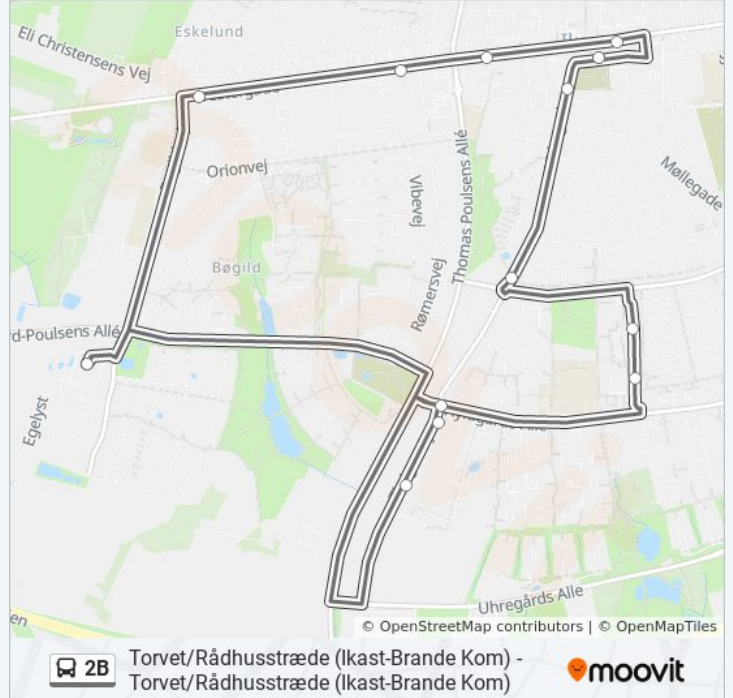 Eskelund
Eli Christensens Vej
Orionvej
Vibevej
Thomas Poulsens Allé
Møllegade
Bøgild
Rømersvej
rd-Poulsens Allé
Egelyst
Uhregårds Alle
en
© OpenStreetMap contributors | © OpenMapTiles
2B
Torvet/Rådhusstræde (Ikast-Brande Kom) -
Torvet/Rådhusstræde (Ikast-Brande Kom)
moovit